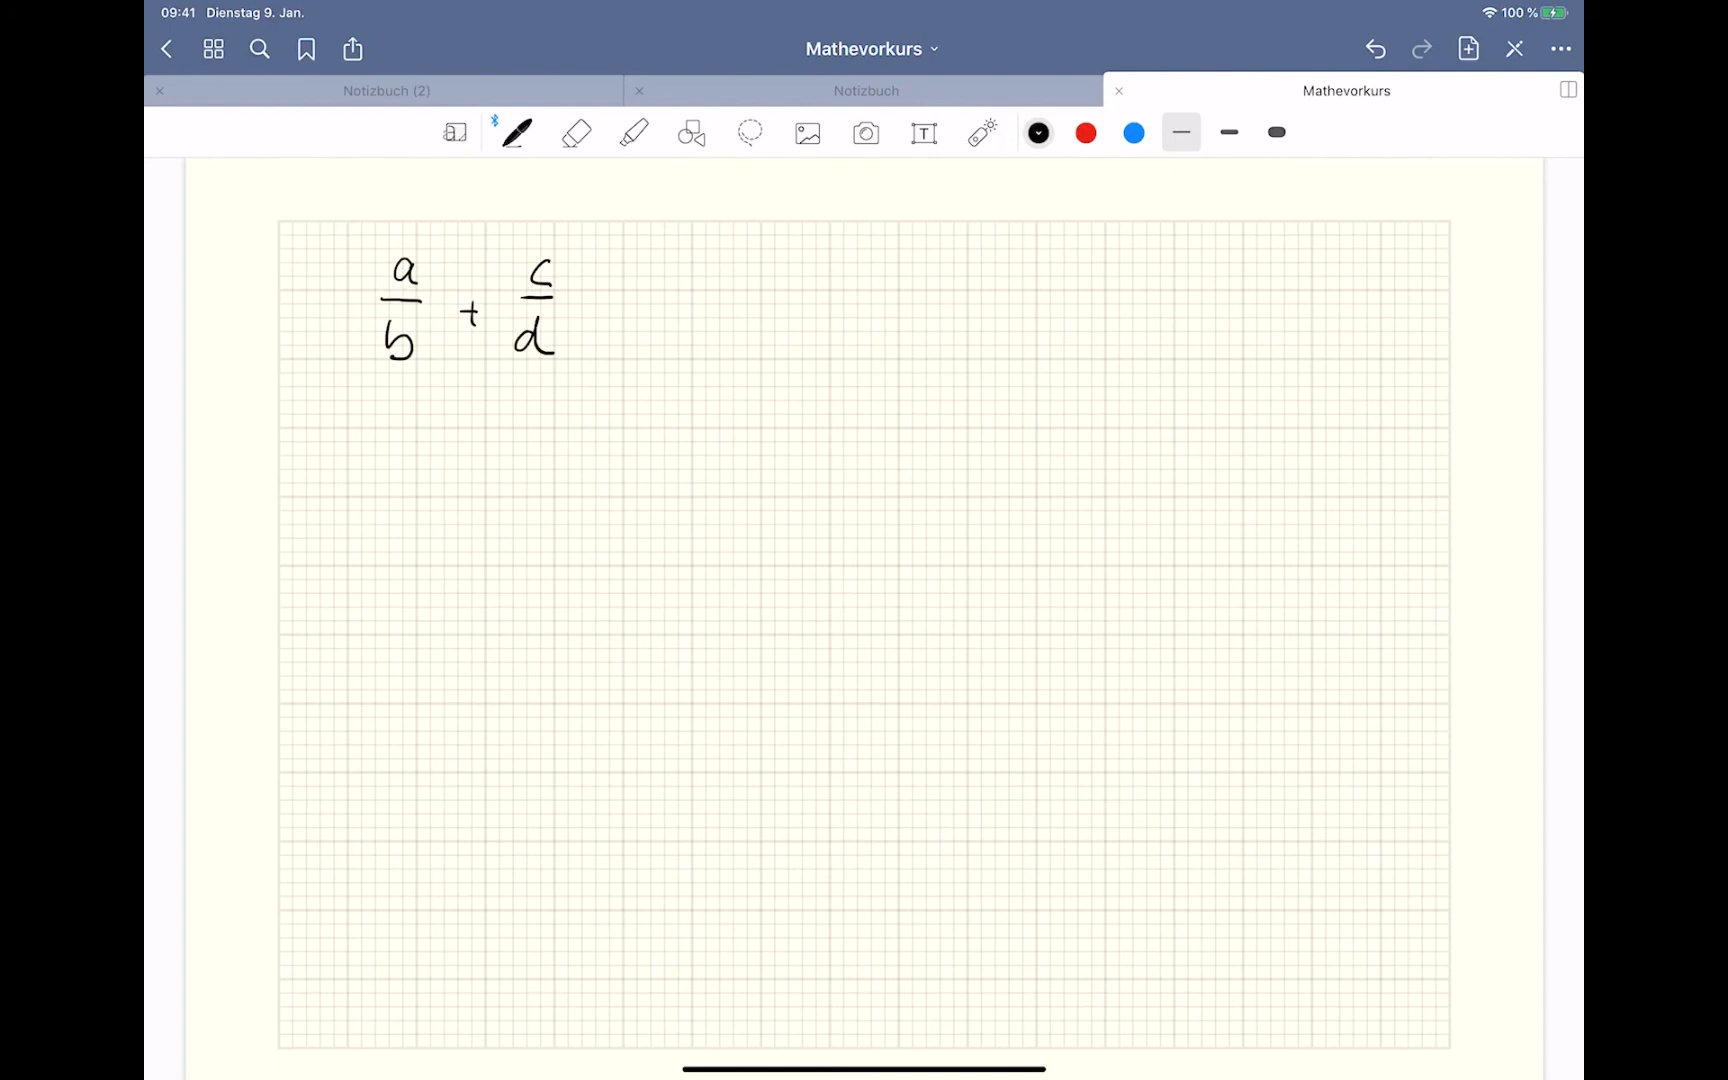 09:41 Dienstag 9. Jan.
100 %
Mathevorkurs
Notizbuch (2)
Notizbuch
Mathevorkurs
T
a/b + c/d